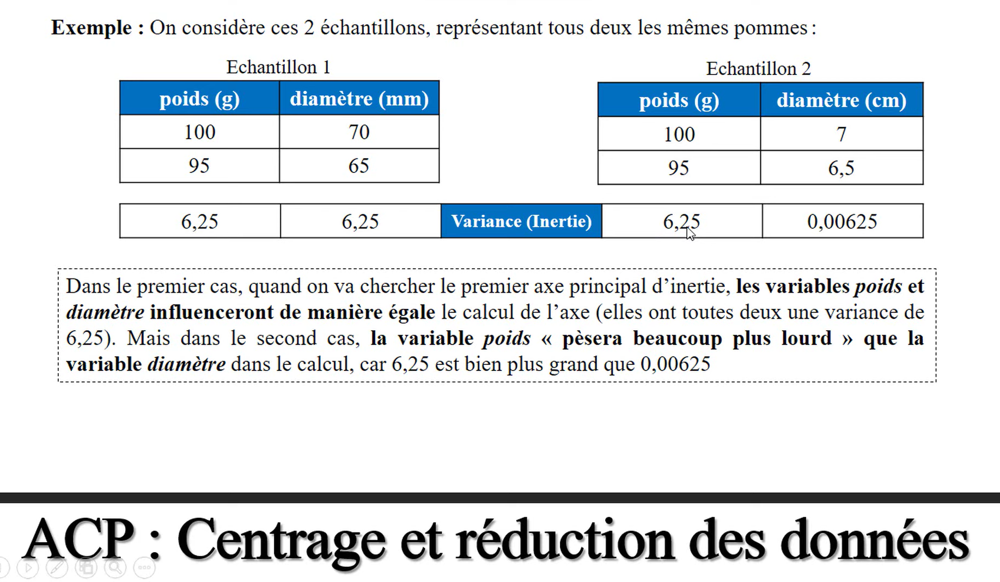 Exemple : On considère ces 2 échantillons, représentant tous deux les mêmes pommes :
Echantillon 1
poids (g) diamètre (mm)
100 70
95 65
Echantillon 2
poids (g) diamètre (cm)
100 7
95 6,5
6,25 6,25 Variance (Inertie) 6,25 0,00625
Dans le premier cas, quand on va chercher le premier axe principal d’inertie, les variables poids et
diamètre influenceront de manière égale le calcul de l’axe (elles ont toutes deux une variance de
6,25). Mais dans le second cas, la variable poids « pèsera beaucoup plus lourd » que la
variable diamètre dans le calcul, car 6,25 est bien plus grand que 0,00625
ACP : Centrage et réduction des données